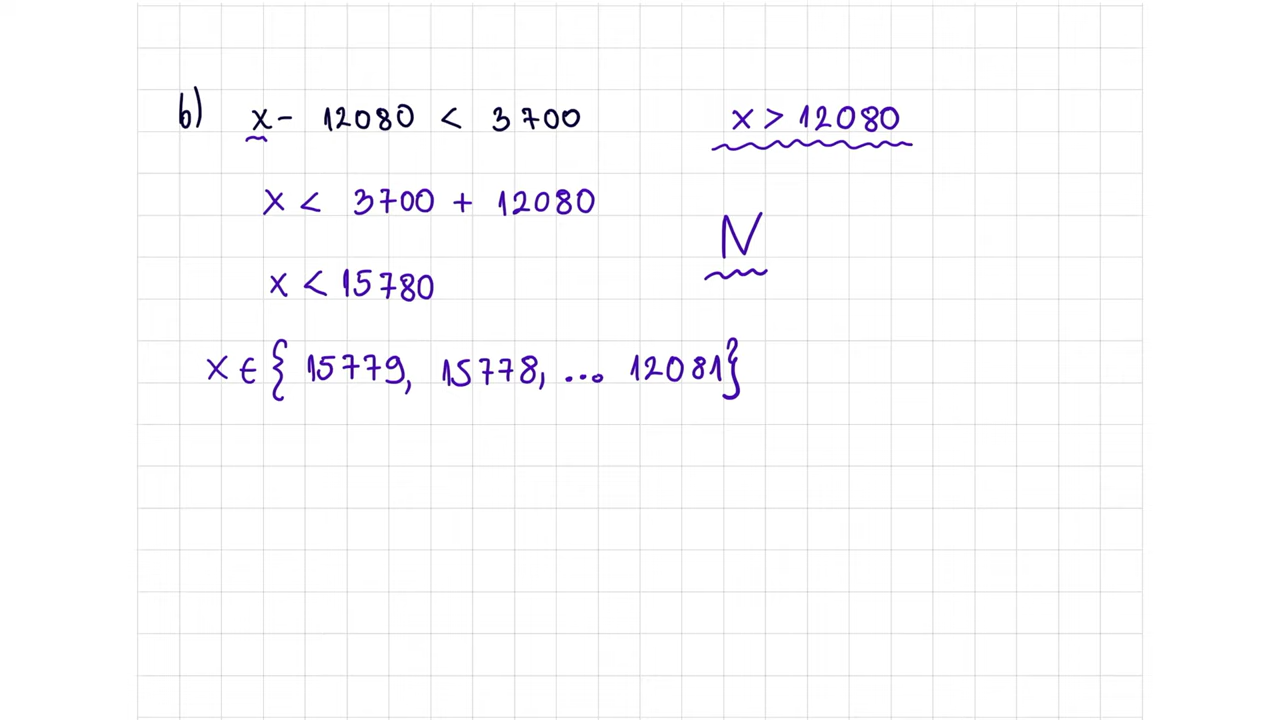 b) x - 12080 < 3700
x > 12080
x < 3700 + 12080
N
x < 15780
x ∈ { 15779, 15778, ... 12081}